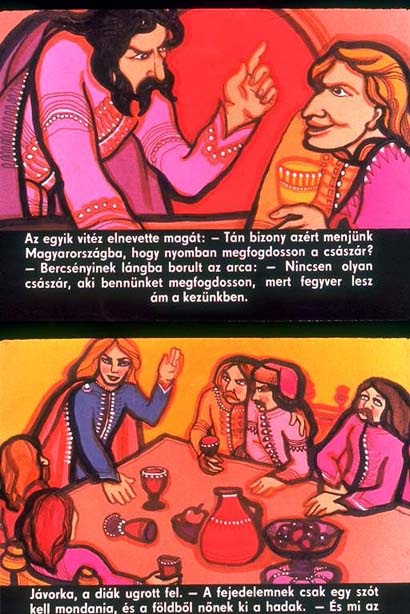 Az egyik vitéz elnevette magát: – Tán bizony azért menjünk
Magyarországba, hogy nyomban megfogdosson a császár?
– Bercsényinek lángba borult az arca: – Nincsen olyan
császár, aki bennünket megfogdosson, mert fegyver lesz
ám a kezünkben.
Jávorka, a diák ugrott fel. – A fejedelemnek csak egy szót
kell mondania, és a földből nőnek ki a hadak. – És mi az